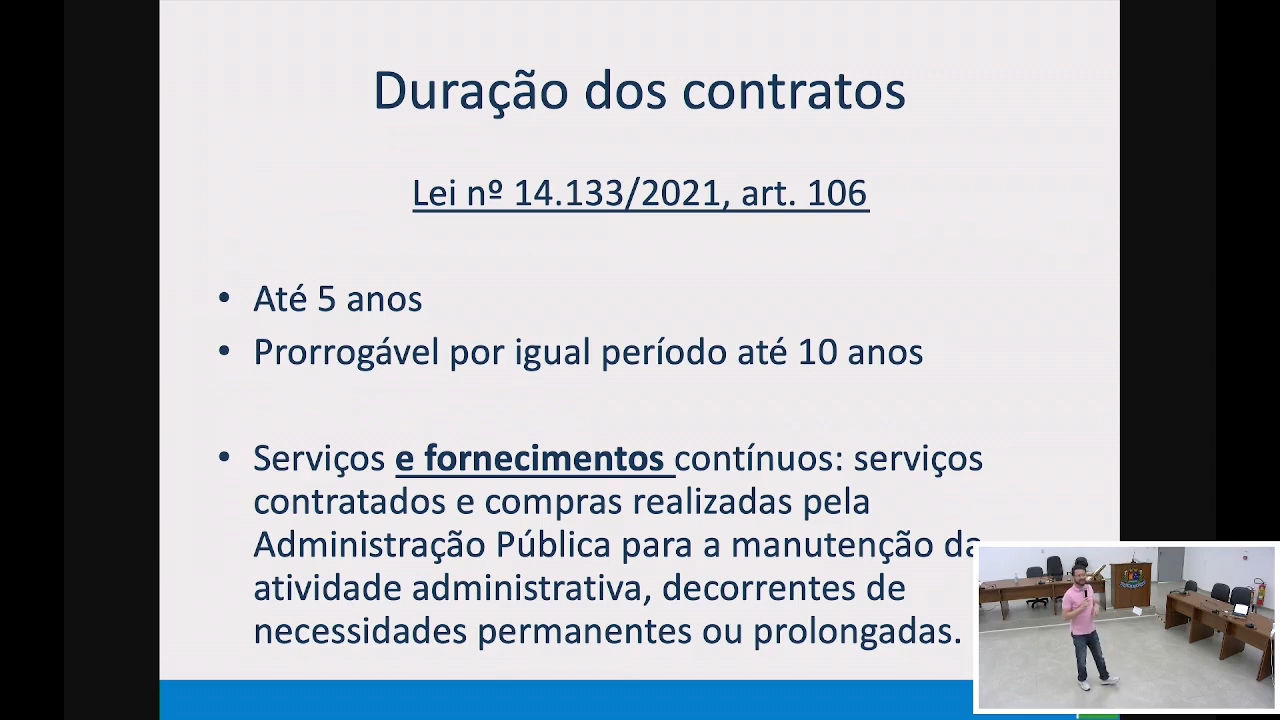 Duração dos contratos
Lei nº 14.133/2021, art. 106
• Até 5 anos
• Prorrogável por igual período até 10 anos
• Serviços e fornecimentos contínuos: serviços
contratados e compras realizadas pela
Administração Pública para a manutenção da
atividade administrativa, decorrentes de
necessidades permanentes ou prolongadas.